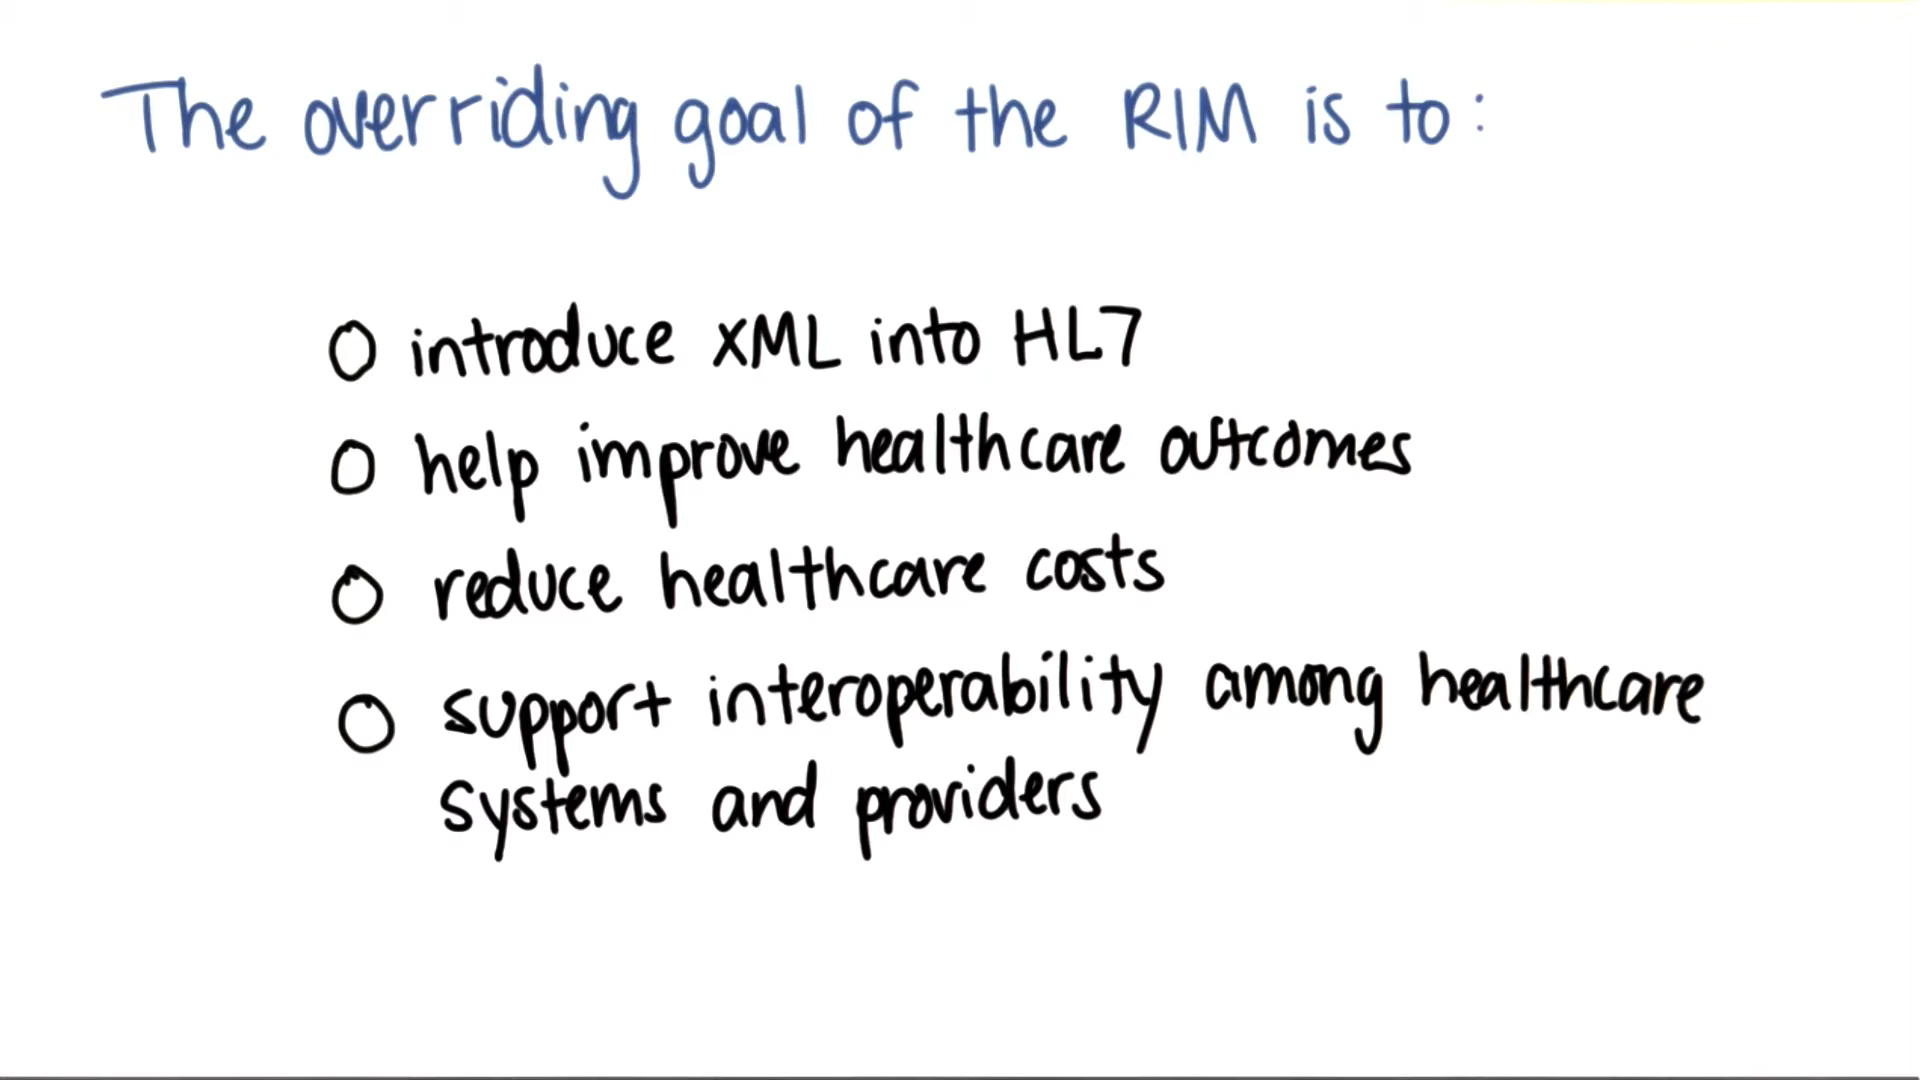 The overriding goal of the RIM is to:
O introduce XML into HL7
O help improve healthcare outcomes
O reduce healthcare costs
O support interoperability among healthcare
systems and providers